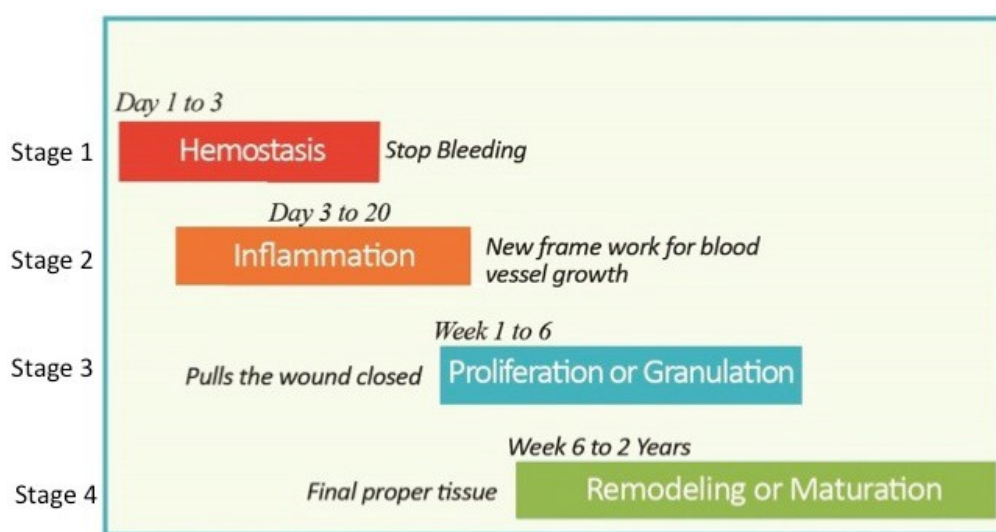 Day 1 to 3
Stage 1
Hemostasis
Stop Bleeding
Day 3 to 20
Stage 2
Inflammation
New frame work for blood
vessel growth
Week 1 to 6
Stage 3
Pulls the wound closed
Proliferation or Granulation
Week 6 to 2 Years
Stage 4
Final proper tissue
Remodeling or Maturation